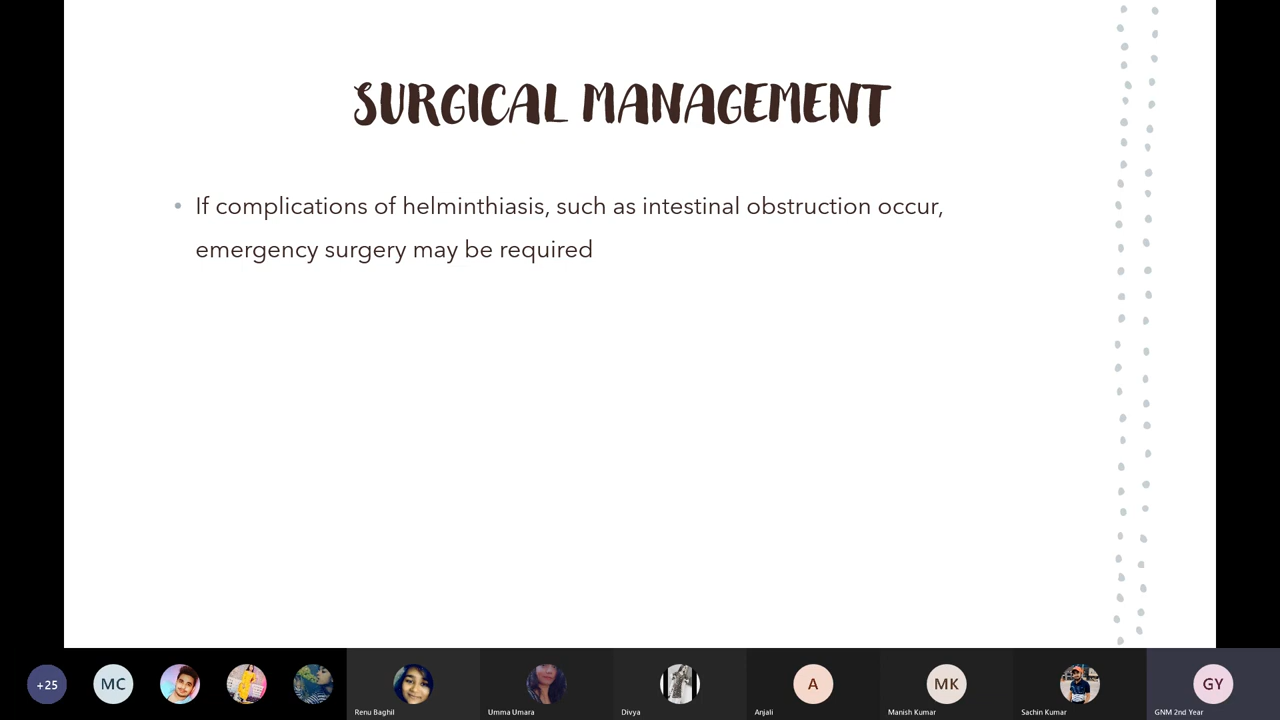 SURGICAL MANAGEMENT
• If complications of helminthiasis, such as intestinal obstruction occur,
emergency surgery may be required
+25
MC
A
MK
GY
Renu Baghil
Umma Umara
Divya
Anjali
Manish Kumar
Sachin Kumar
GNM 2nd Year